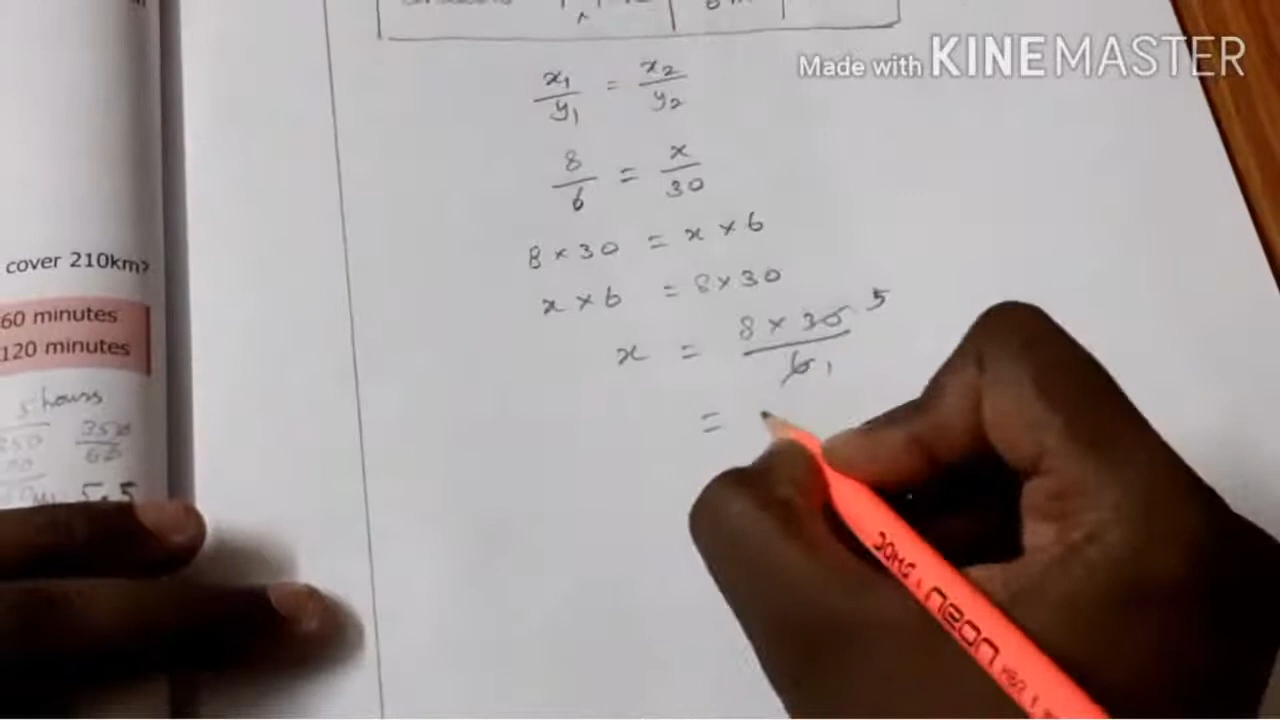 Made with KINEMASTER
x₁/y₁ = x₂/y₂
8/6 = x/30
8 × 30 = x × 6
x × 6 = 8 × 30
x = 8 × 30 5 / 6 1
=
cover 210km?
60 minutes
120 minutes
5 hours
350
5.5
neon